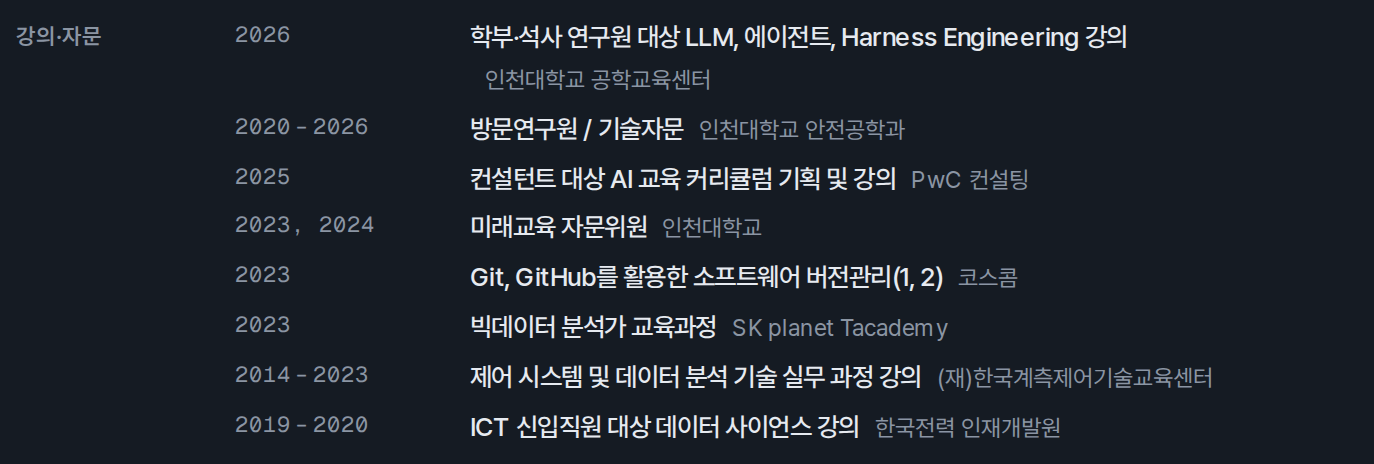 강의·자문 2026 학부·석사 연구원 대상 LLM, 에이전트, Harness Engineering 강의
인천대학교 공학교육센터
2020 – 2026 방문연구원 / 기술자문 인천대학교 안전공학과
2025 컨설턴트 대상 AI 교육 커리큘럼 기획 및 강의 PwC 컨설팅
2023, 2024 미래교육 자문위원 인천대학교
2023 Git, GitHub를 활용한 소프트웨어 버전관리(1, 2) 코스콤
2023 빅데이터 분석가 교육과정 SK planet Tacademy
2014 – 2023 제어 시스템 및 데이터 분석 기술 실무 과정 강의 (재)한국계측제어기술교육센터
2019 – 2020 ICT 신입직원 대상 데이터 사이언스 강의 한국전력 인재개발원